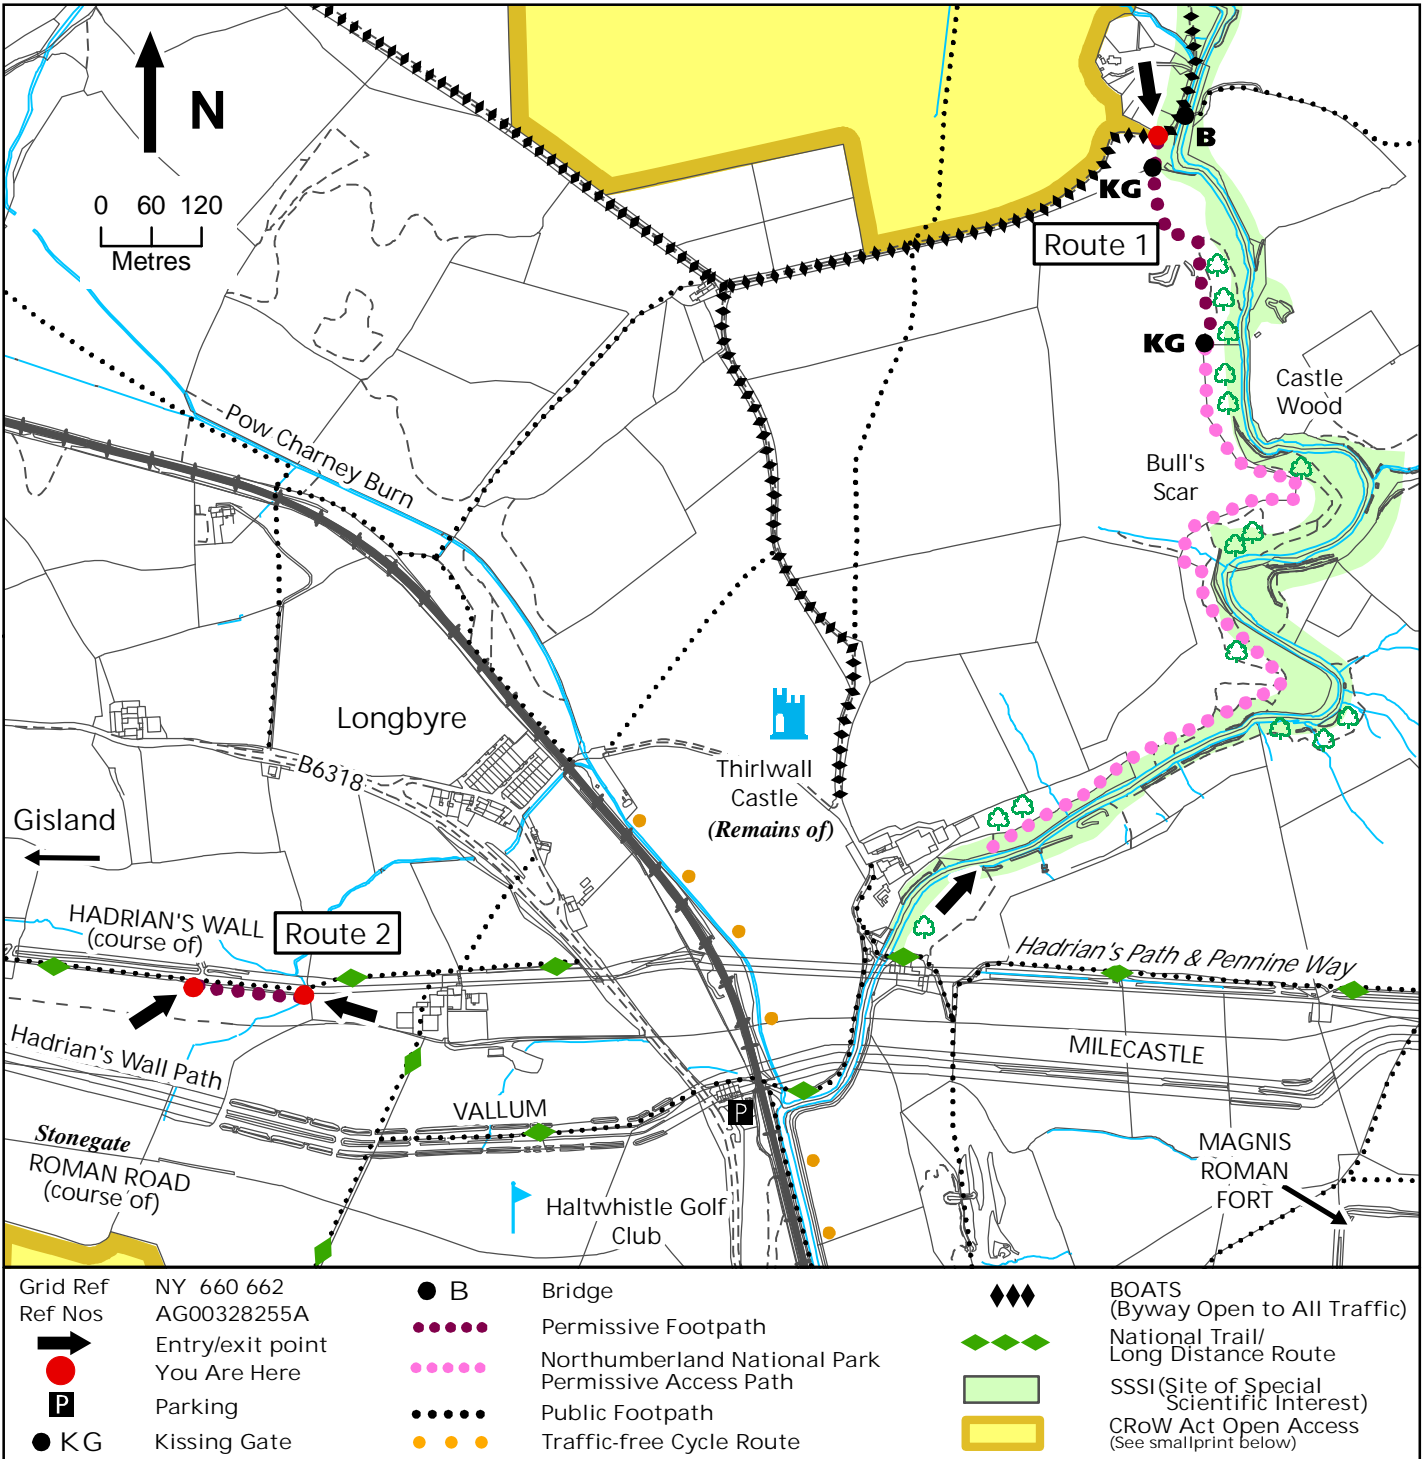 N
0 60 120
Metres
B
KG
Route 1
KG
Castle
Wood
Pow Charney Burn
Bull's
Scar
Longbyre
B6318
Thirlwall
Castle
(Remains of)
Gisland
HADRIAN'S WALL
(course of)
Route 2
Hadrian's Path & Pennine Way
Hadrian's Wall Path
MILECASTLE
VALLUM
P
Stonegate
ROMAN ROAD
(course of)
MAGNIS
ROMAN
FORT
Haltwhistle Golf
Club
Grid Ref NY 660 662
Ref Nos AG00328255A
Entry/exit point
You Are Here
P Parking
KG Kissing Gate
B Bridge
Permissive Footpath
Northumberland National Park
Permissive Access Path
Public Footpath
Traffic-free Cycle Route
BOATS
(Byway Open to All Traffic)
National Trail/
Long Distance Route
SSSI(Site of Special
Scientific Interest)
CRoW Act Open Access
(See smallprint below)